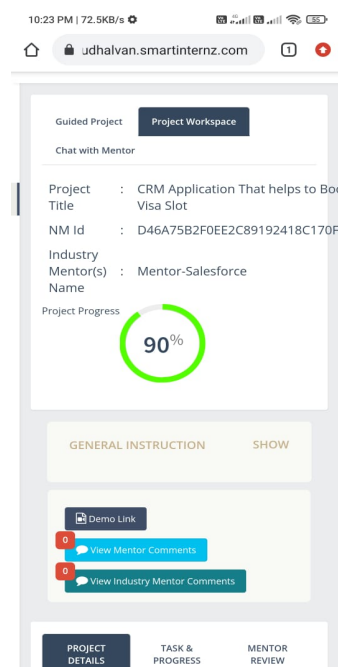 10:23 PM | 72.5KB/s
55
udhalvan.smartinternz.com
1
Guided Project
Project Workspace
Chat with Mentor
Project Title : CRM Application That helps to Boo
Visa Slot
NM Id : D46A75B2F0EE2C89192418C170F
Industry Mentor(s) Name : Mentor-Salesforce
Project Progress
90%
GENERAL INSTRUCTION SHOW
Demo Link
0
View Mentor Comments
0
View Industry Mentor Comments
PROJECT DETAILS
TASK & PROGRESS
MENTOR REVIEW